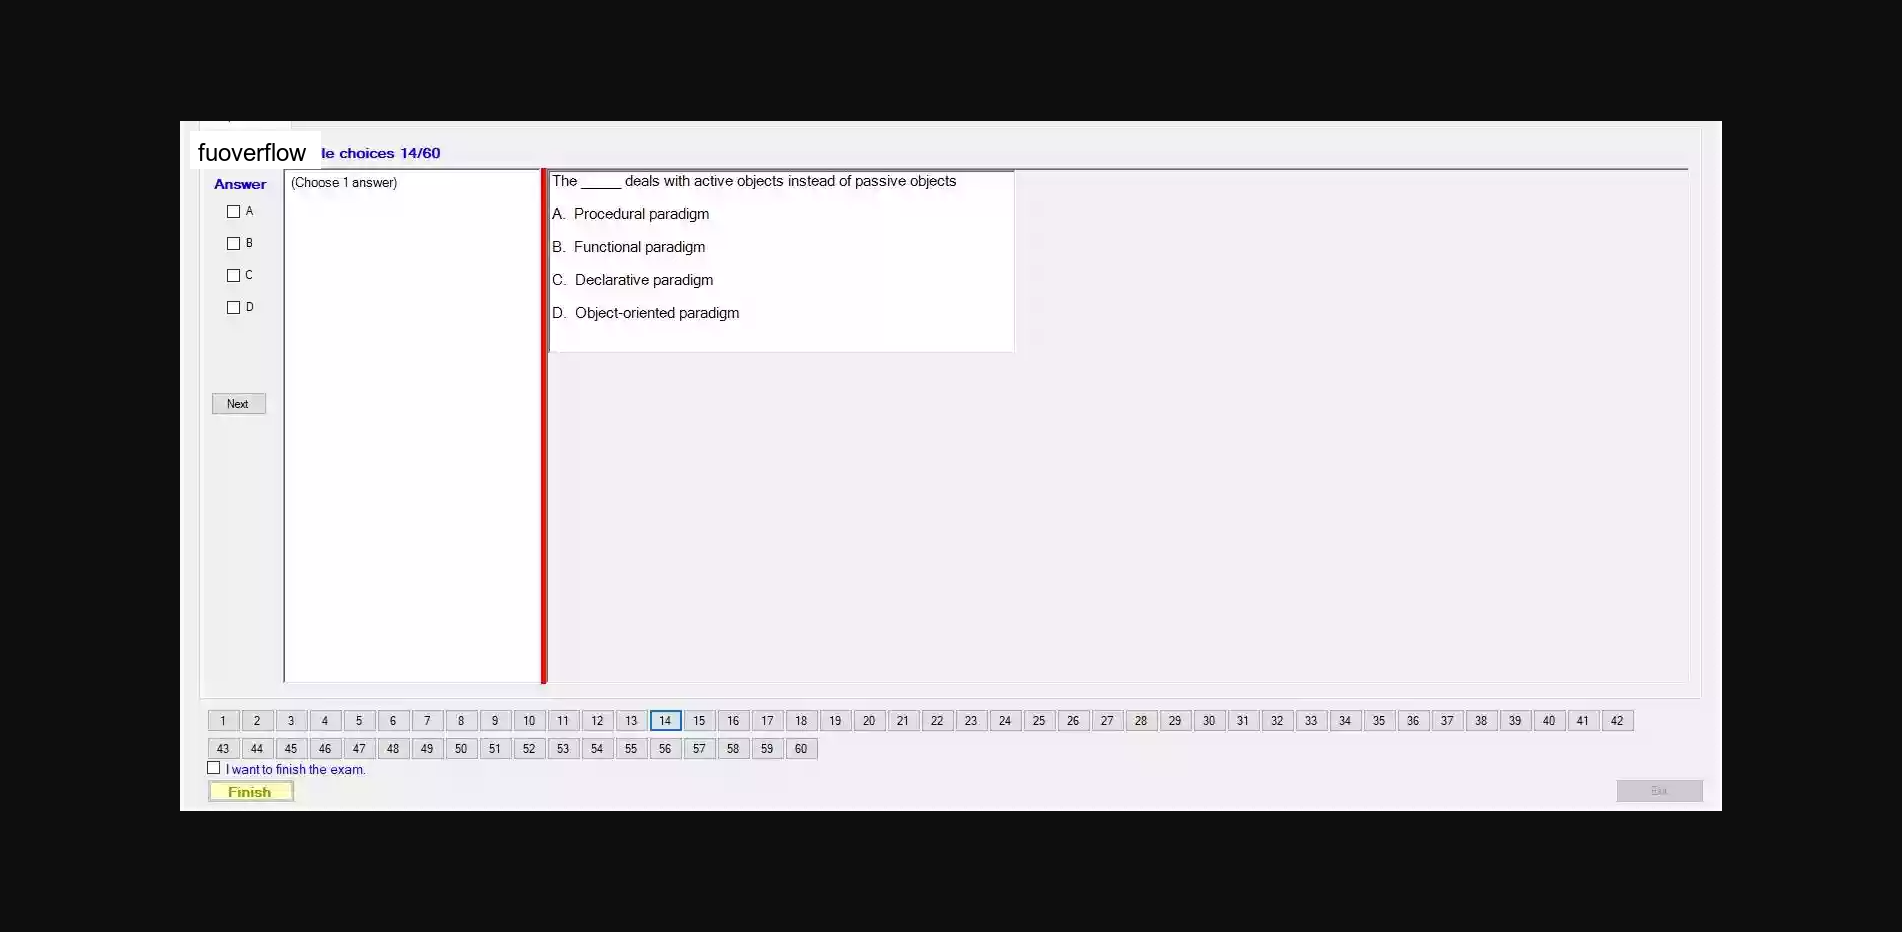 fuoverflow
le choices 14/60
Answer
(Choose 1 answer)
A
B
C
D
Next
The _____ deals with active objects instead of passive objects
A. Procedural paradigm
B. Functional paradigm
C. Declarative paradigm
D. Object-oriented paradigm
1 2 3 4 5 6 7 8 9 10 11 12 13 14 15 16 17 18 19 20 21 22 23 24 25 26 27 28 29 30 31 32 33 34 35 36 37 38 39 40 41 42
43 44 45 46 47 48 49 50 51 52 53 54 55 56 57 58 59 60
I want to finish the exam.
Finish
Exit